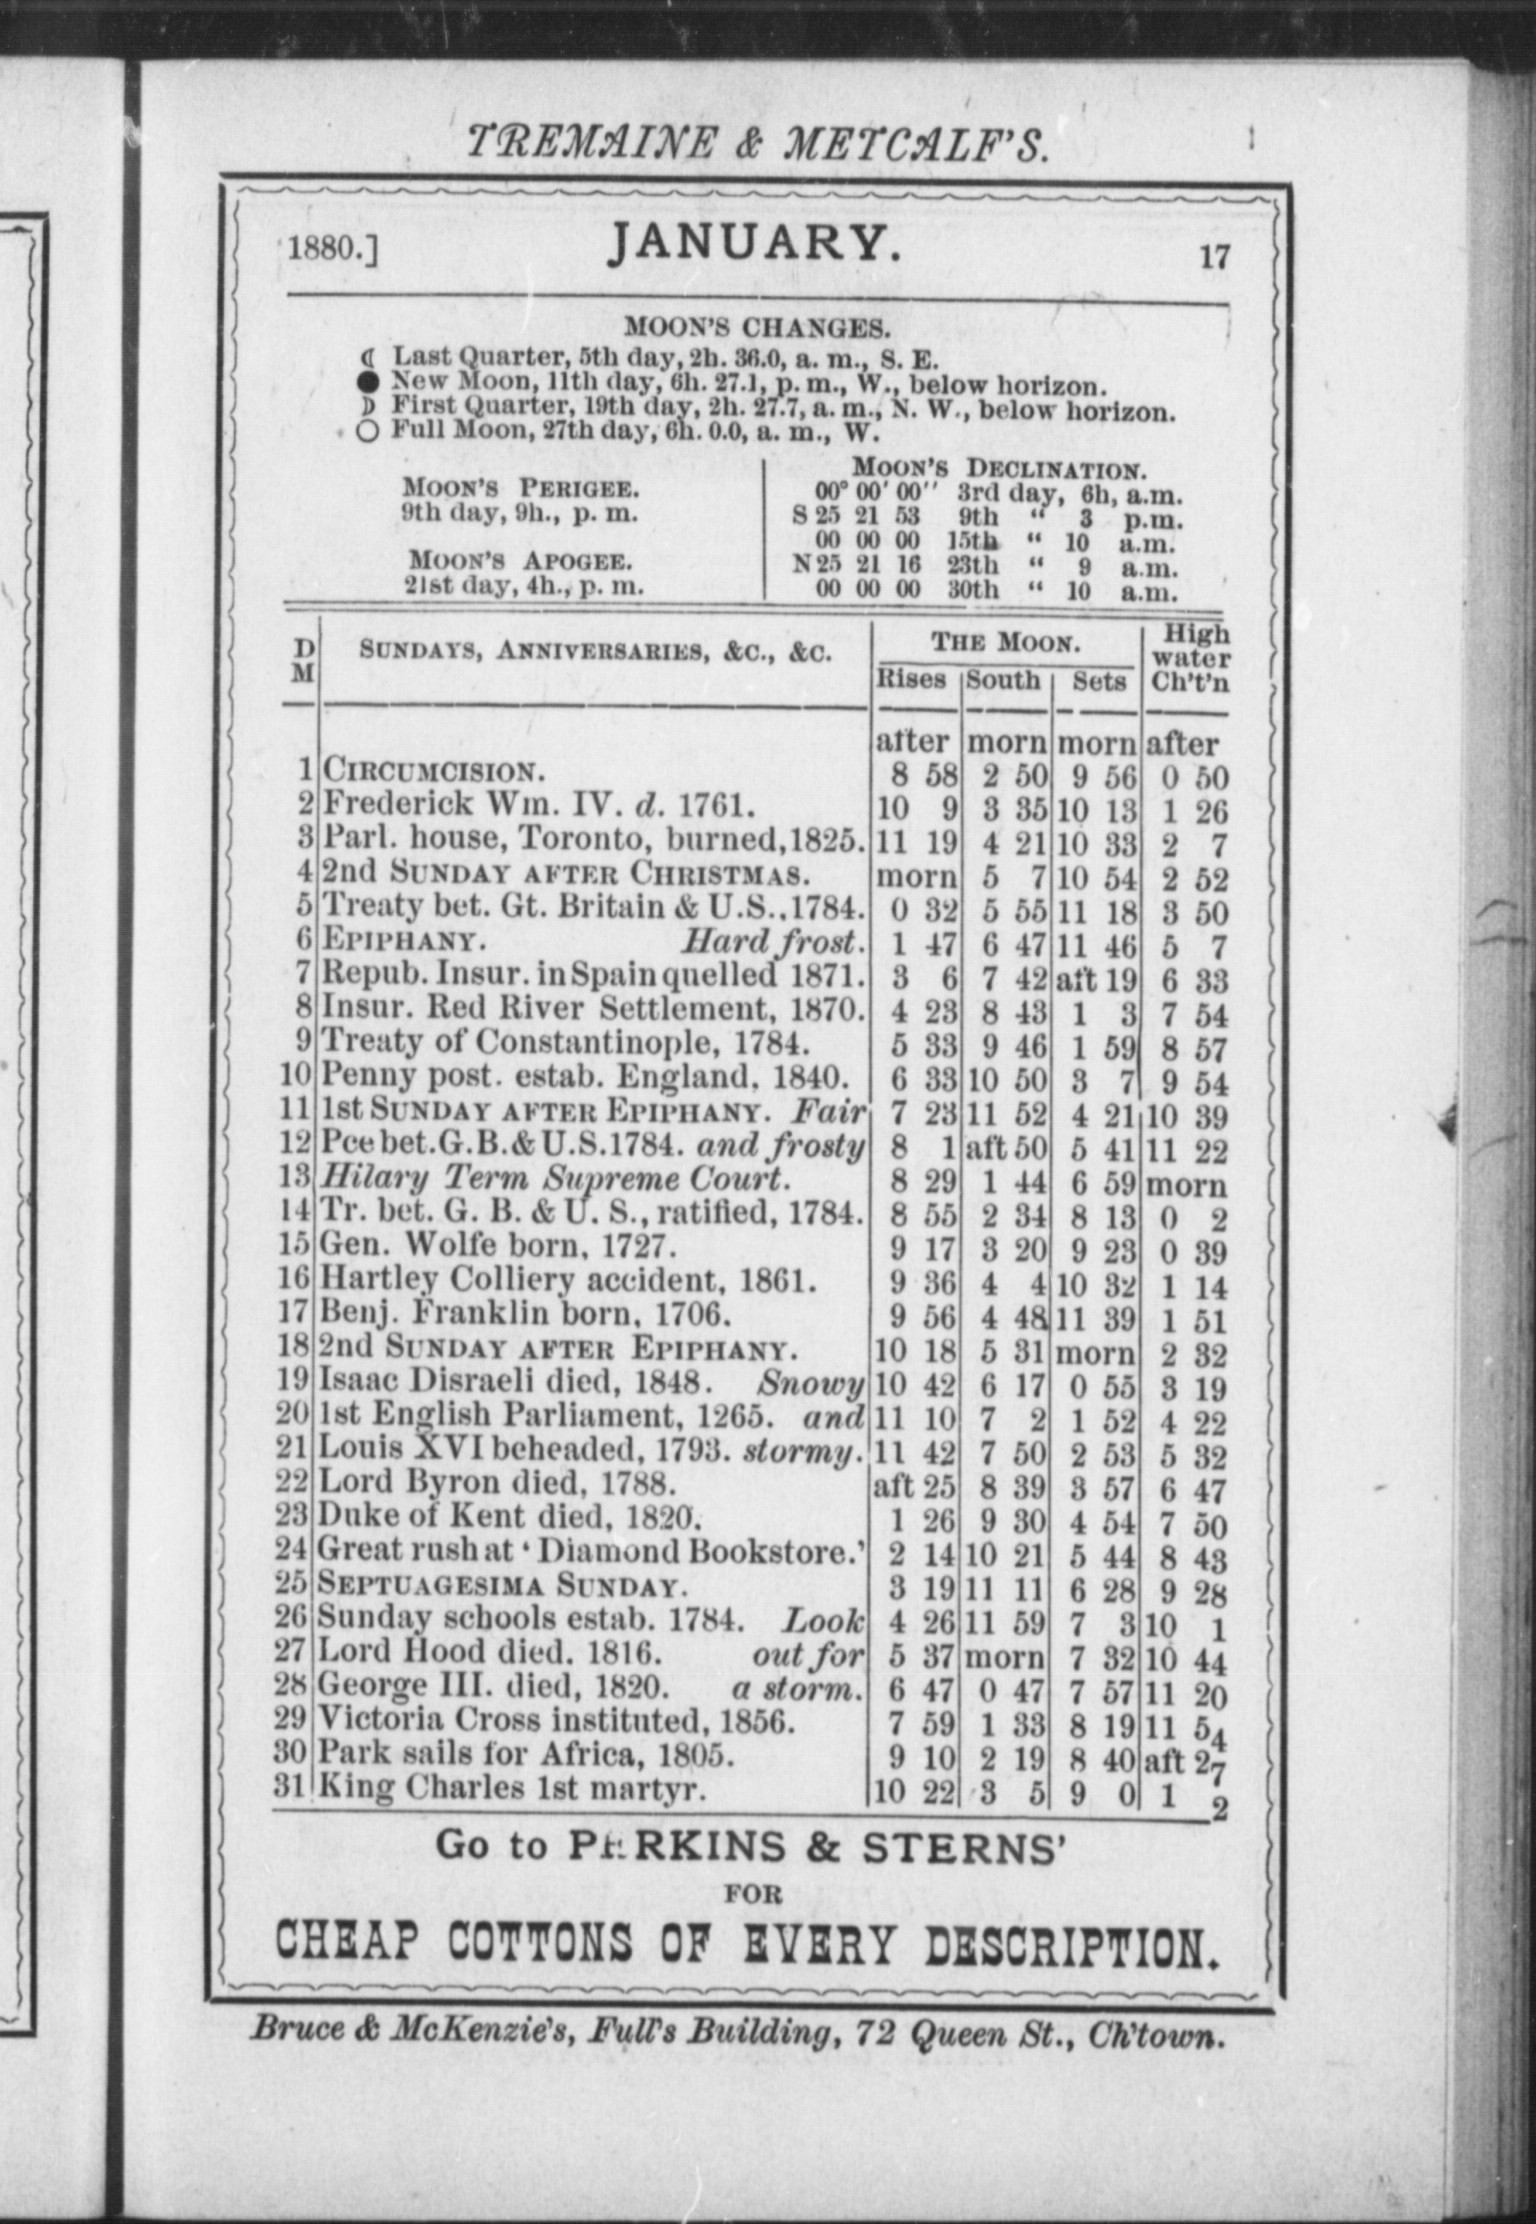 TREMAINE & METCALF'S.
1880.] JANUARY. 17
MOON'S CHANGES.
☾ Last Quarter, 5th day, 2h. 36.0, a. m., S. E.
● New Moon, 11th day, 6h. 27.1, p. m., W., below horizon.
☽ First Quarter, 19th day, 2h. 27.7, a. m., N. W., below horizon.
○ Full Moon, 27th day, 6h. 0.0, a. m., W.
MOON'S PERIGEE.
9th day, 9h., p. m.
MOON'S APOGEE.
21st day, 4h., p. m.
MOON'S DECLINATION.
00° 00' 00'' 3rd day, 6h, a.m.
S 25 21 53 9th “ 3 p.m.
00 00 00 15th “ 10 a.m.
N 25 21 16 23th “ 9 a.m.
00 00 00 30th “ 10 a.m.
D M SUNDAYS, ANNIVERSARIES, &C., &C. THE MOON. High water Ch't'n
Rises South Sets
after morn morn after
1 CIRCUMCISION. 8 58 2 50 9 56 0 50
2 Frederick Wm. IV. d. 1761. 10 9 3 35 10 13 1 26
3 Parl. house, Toronto, burned, 1825. 11 19 4 21 10 33 2 7
4 2nd SUNDAY AFTER CHRISTMAS. morn 5 7 10 54 2 52
5 Treaty bet. Gt. Britain & U.S., 1784. 0 32 5 55 11 18 3 50
6 EPIPHANY. Hard frost. 1 47 6 47 11 46 5 7
7 Repub. Insur. in Spain quelled 1871. 3 6 7 42 aft 19 6 33
8 Insur. Red River Settlement, 1870. 4 23 8 43 1 3 7 54
9 Treaty of Constantinople, 1784. 5 33 9 46 1 59 8 57
10 Penny post. estab. England, 1840. 6 33 10 50 3 7 9 54
11 1st SUNDAY AFTER EPIPHANY. Fair 7 23 11 52 4 21 10 39
12 Pce bet. G.B. & U.S. 1784. and frosty 8 1 aft 50 5 41 11 22
13 Hilary Term Supreme Court. 8 29 1 44 6 59 morn
14 Tr. bet. G. B. & U. S., ratified, 1784. 8 55 2 34 8 13 0 2
15 Gen. Wolfe born, 1727. 9 17 3 20 9 23 0 39
16 Hartley Colliery accident, 1861. 9 36 4 4 10 32 1 14
17 Benj. Franklin born, 1706. 9 56 4 48 11 39 1 51
18 2nd SUNDAY AFTER EPIPHANY. 10 18 5 31 morn 2 32
19 Isaac Disraeli died, 1848. Snowy 10 42 6 17 0 55 3 19
20 1st English Parliament, 1265. and 11 10 7 2 1 52 4 22
21 Louis XVI beheaded, 1793. stormy. 11 42 7 50 2 53 5 32
22 Lord Byron died, 1788. aft 25 8 39 3 57 6 47
23 Duke of Kent died, 1820. 1 26 9 30 4 54 7 50
24 Great rush at ‘Diamond Bookstore.’ 2 14 10 21 5 44 8 43
25 SEPTUAGESIMA SUNDAY. 3 19 11 11 6 28 9 28
26 Sunday schools estab. 1784. Look 4 26 11 59 7 3 10 1
27 Lord Hood died. 1816. out for 5 37 morn 7 32 10 44
28 George III. died, 1820. a storm. 6 47 0 47 7 57 11 20
29 Victoria Cross instituted, 1856. 7 59 1 33 8 19 11 54
30 Park sails for Africa, 1805. 9 10 2 19 8 40 aft 27
31 King Charles 1st martyr. 10 22 3 5 9 0 1 2
Go to PERKINS & STERNS'
FOR
CHEAP COTTONS OF EVERY DESCRIPTION.
Bruce & McKenzie's, Full's Building, 72 Queen St., Ch'town.